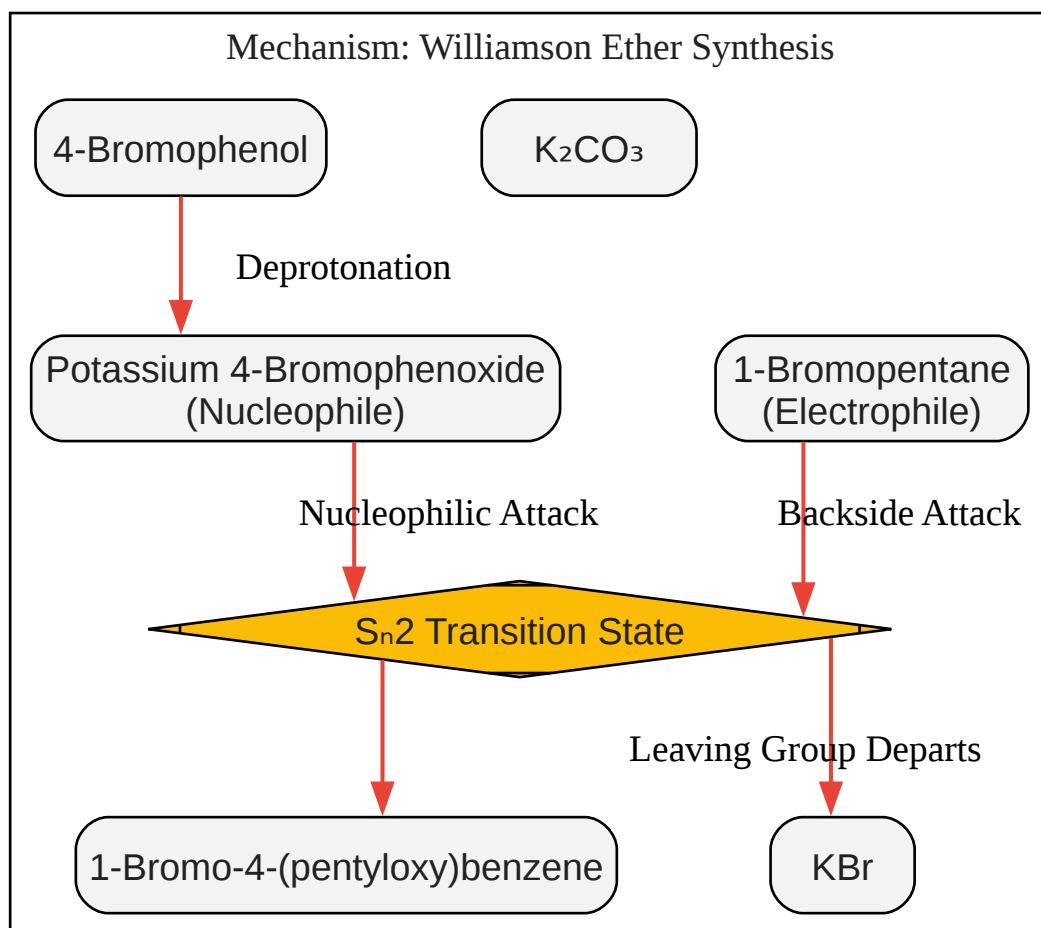 Mechanism: Williamson Ether Synthesis
4-Bromophenol
K₂CO₃
Deprotonation
Potassium 4-Bromophenoxide
(Nucleophile)
1-Bromopentane
(Electrophile)
Nucleophilic Attack
Backside Attack
Sₙ2 Transition State
Leaving Group Departs
1-Bromo-4-(pentyloxy)benzene
KBr